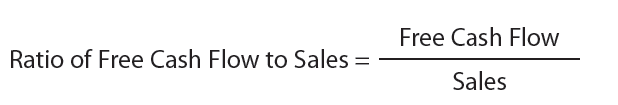 Free Cash Flow
Ratio of Free Cash Flow to Sales =
Sales